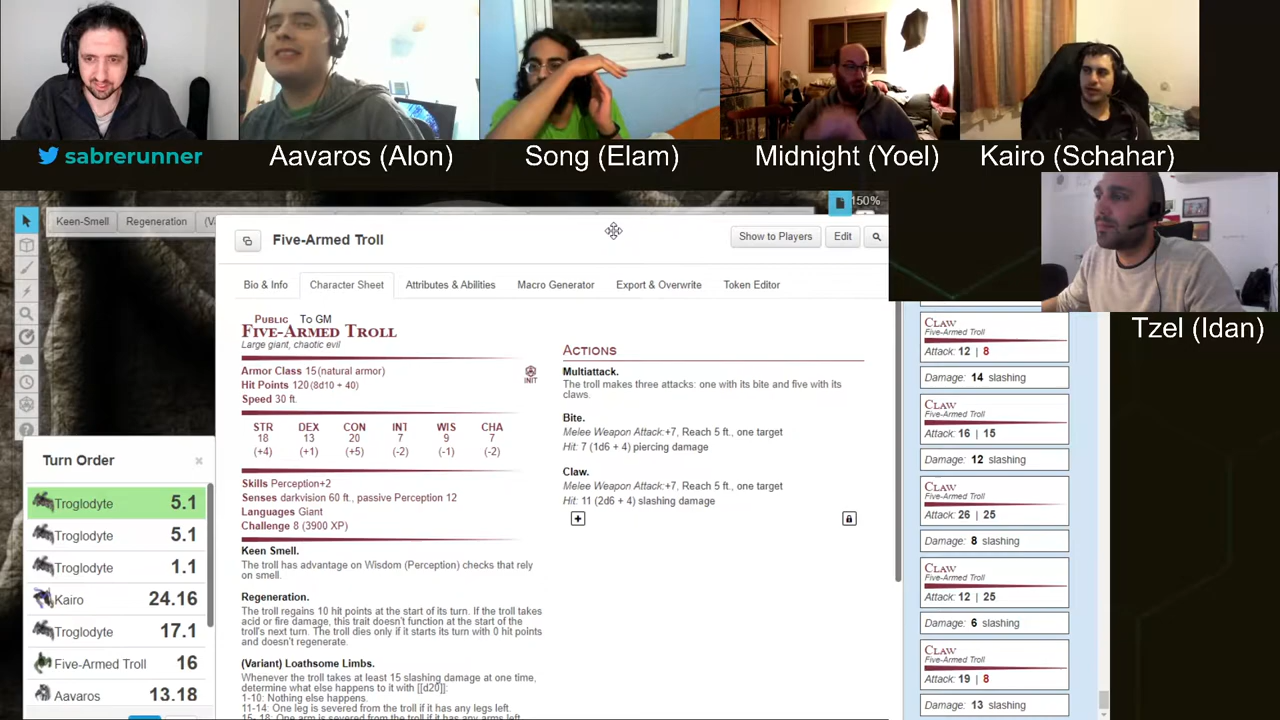 sabrerunner
Aavaros (Alon)
Song (Elam)
Midnight (Yoel)
Kairo (Schahar)
Tzel (Idan)
150%
Keen-Smell
Regeneration
Five-Armed Troll
Show to Players
Edit
Bio & Info
Character Sheet
Attributes & Abilities
Macro Generator
Export & Overwrite
Token Editor
PUBLIC To GM
FIVE-ARMED TROLL
Large giant, chaotic evil
Armor Class 15 (natural armor)
Hit Points 120 (8d10 + 40)
Speed 30 ft.
INIT
STR DEX CON INT WIS CHA
18 13 20 7 9 7
(+4) (+1) (+5) (-2) (-1) (-2)
Skills Perception+2
Senses darkvision 60 ft., passive Perception 12
Languages Giant
Challenge 8 (3900 XP)
Keen Smell.
The troll has advantage on Wisdom (Perception) checks that rely
on smell.
Regeneration.
The troll regains 10 hit points at the start of its turn. If the troll takes
acid or fire damage, this trait doesn't function at the start of the
troll's next turn. The troll dies only if it starts its turn with 0 hit points
and doesn't regenerate.
(Variant) Loathsome Limbs.
Whenever the troll takes at least 15 slashing damage at one time,
determine what else happens to it with [[d20]]:
1-10: Nothing else happens.
11-14: One leg is severed from the troll if it has any legs left.
15- 18: One arm is severed from the troll if it has any arms left.
ACTIONS
Multiattack.
The troll makes three attacks: one with its bite and five with its
claws.
Bite.
Melee Weapon Attack:+7, Reach 5 ft., one target
Hit: 7 (1d6 + 4) piercing damage
Claw.
Melee Weapon Attack:+7, Reach 5 ft., one target
Hit: 11 (2d6 + 4) slashing damage
Turn Order
Troglodyte 5.1
Troglodyte 5.1
Troglodyte 1.1
Kairo 24.16
Troglodyte 17.1
Five-Armed Troll 16
Aavaros 13.18
CLAW
Five-Armed Troll
Attack: 12 | 8
Damage: 14 slashing
CLAW
Five-Armed Troll
Attack: 16 | 15
Damage: 12 slashing
CLAW
Five-Armed Troll
Attack: 26 | 25
Damage: 8 slashing
CLAW
Five-Armed Troll
Attack: 12 | 25
Damage: 6 slashing
CLAW
Five-Armed Troll
Attack: 19 | 8
Damage: 13 slashing